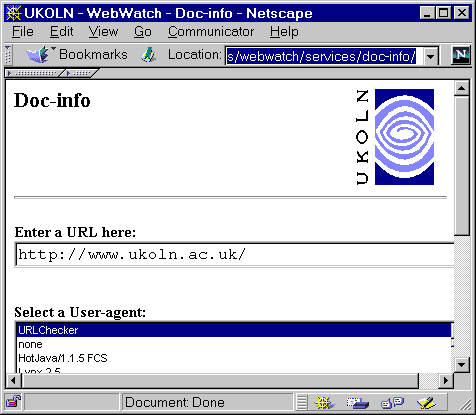 UKOLN - WebWatch - Doc-info - Netscape
File Edit View Go Communicator Help
Bookmarks Location: s/webwatch/services/doc-info/
N
Doc-info
UKOLN
Enter a URL here:
http://www.ukoln.ac.uk/
Select a User-agent:
URLChecker
none
HotJava/1.1.5 FCS
Lynx 2.5
Document: Done